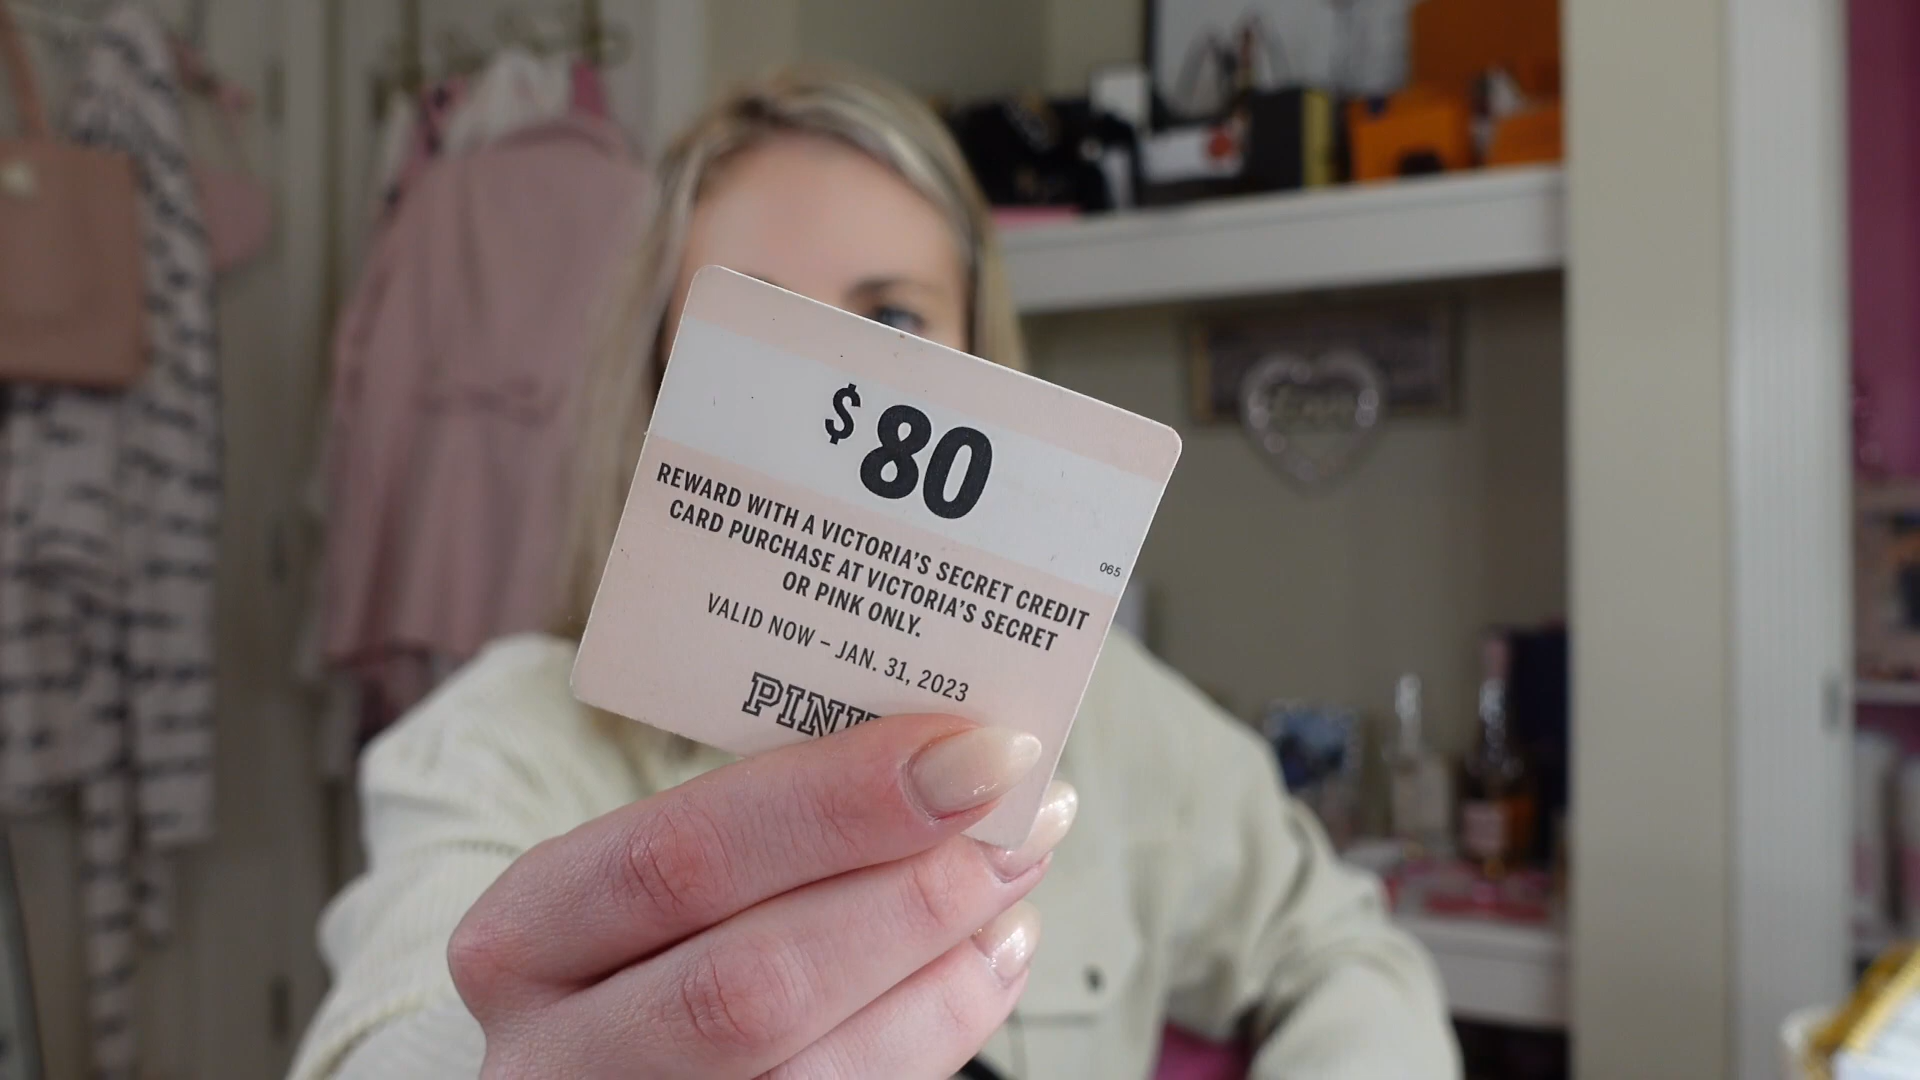 $80
065
REWARD WITH A VICTORIA'S SECRET CREDIT
CARD PURCHASE AT VICTORIA'S SECRET
OR PINK ONLY.
VALID NOW – JAN. 31, 2023
PINK